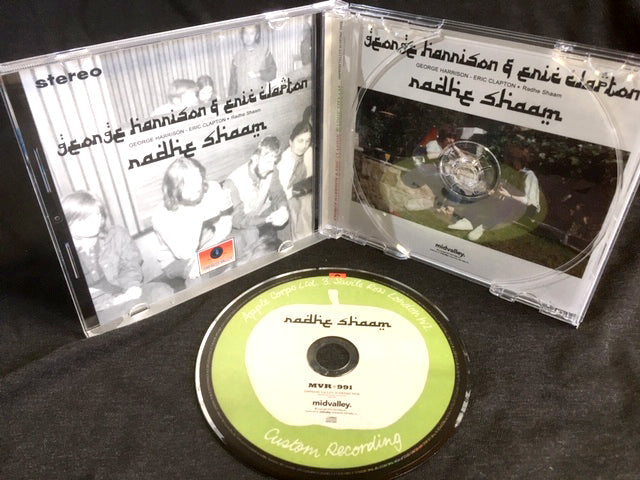 stereo
george harrison & eric clapton
GEORGE HARRISON - ERIC CLAPTON • Radhe Shaam
radhe shaam
george harrison & eric clapton
GEORGE HARRISON - ERIC CLAPTON • Radhe Shaam
radhe shaam
midvalley.
Apple Corps Ltd. 3 Savile Row London W1.
radhe shaam
MVR - 991
midvalley.
Custom Recording